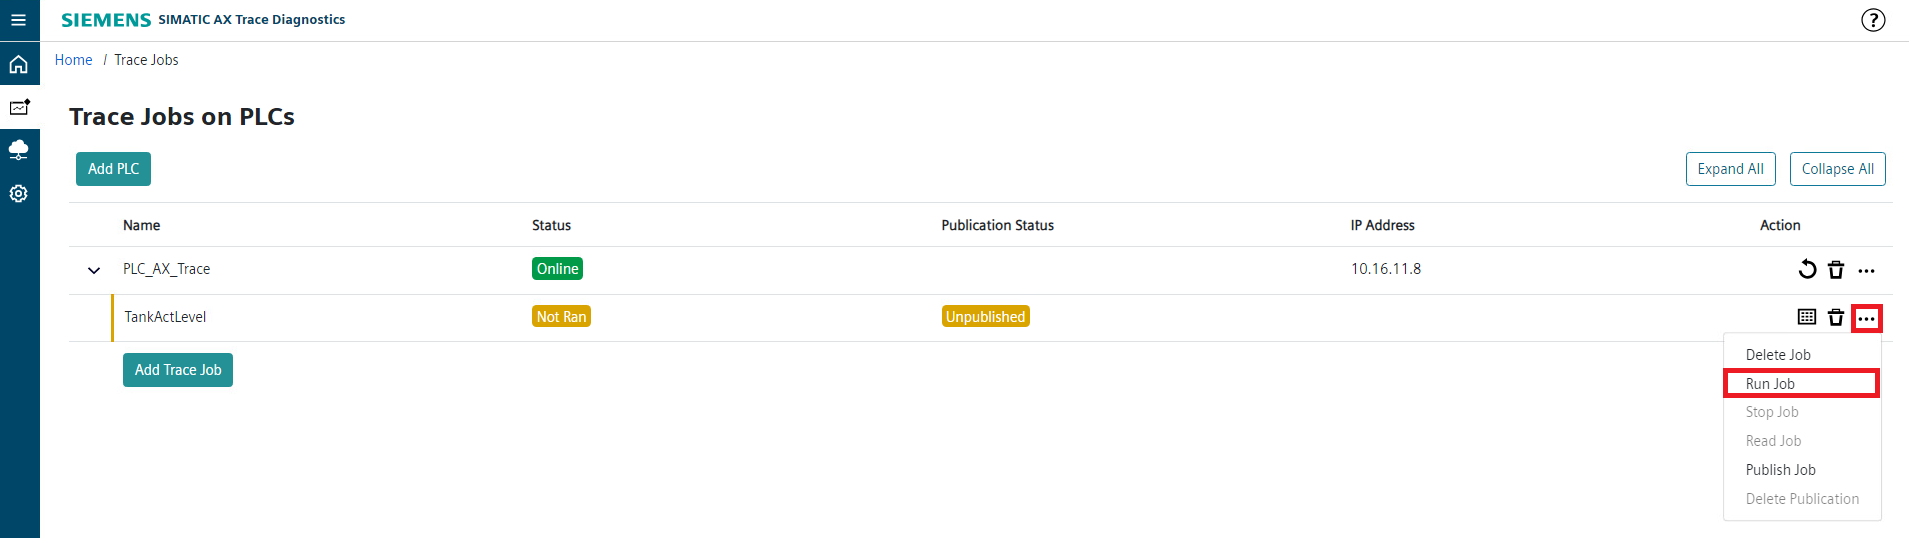 SIEMENS SIMATIC AX Trace Diagnostics
?
Home / Trace Jobs
Trace Jobs on PLCs
Add PLC
Expand All
Collapse All
Name Status Publication Status IP Address Action
PLC_AX_Trace Online 10.16.11.8
TankActLevel Not Ran Unpublished
Add Trace Job
Delete Job
Run Job
Stop Job
Read Job
Publish Job
Delete Publication